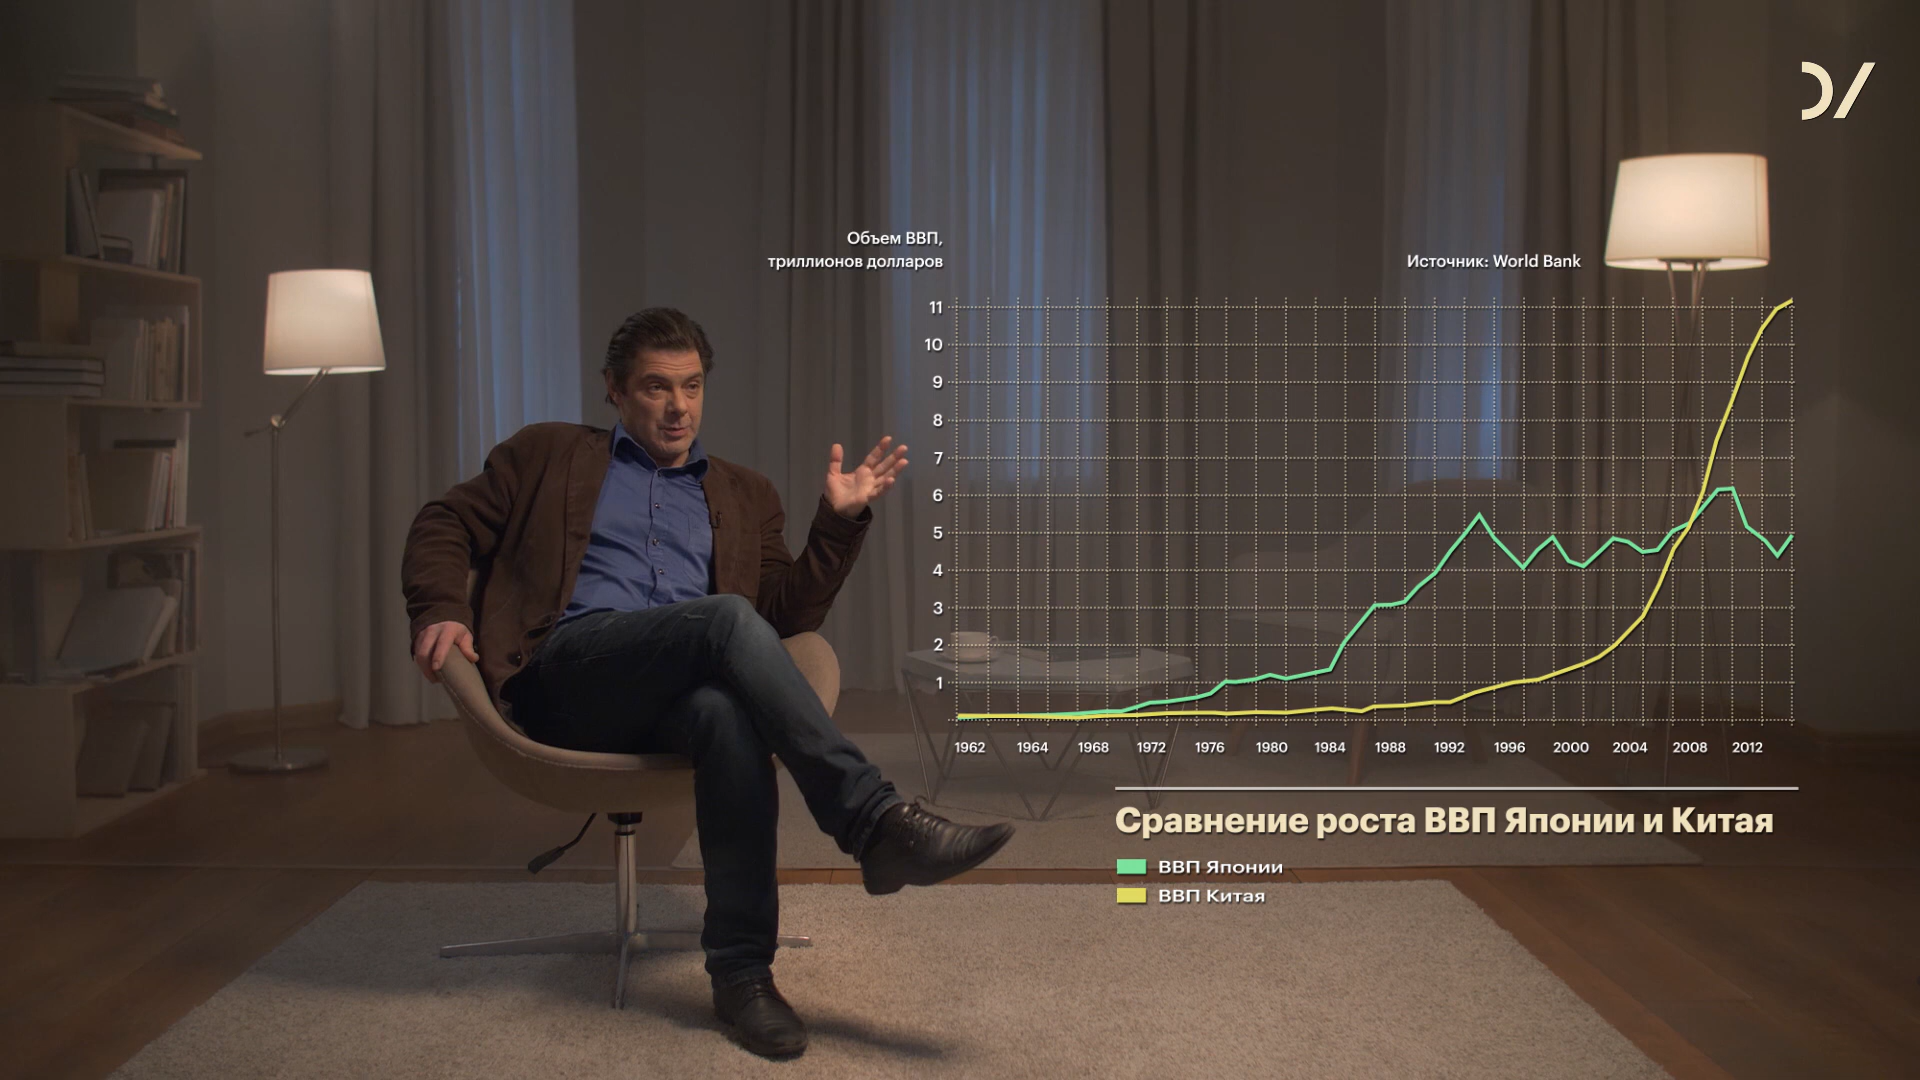 Объем ВВП,
триллионов долларов
Источник: World Bank
11
10
9
8
7
6
5
4
3
2
1
1962 1964 1968 1972 1976 1980 1984 1988 1992 1996 2000 2004 2008 2012
Сравнение роста ВВП Японии и Китая
ВВП Японии
ВВП Китая